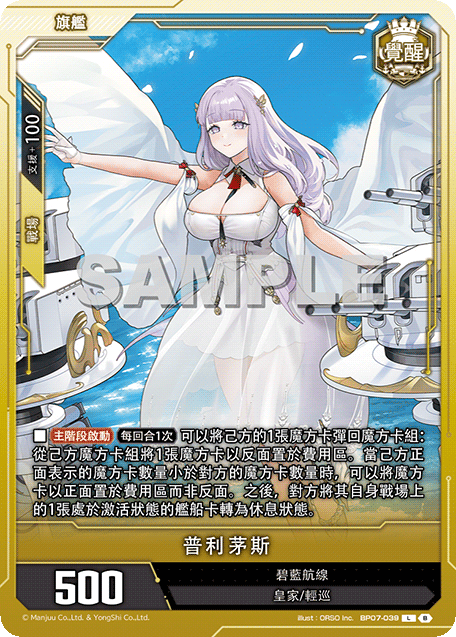 旗艦
覺醒
支援+100
戰場
SAMPLE
■ 主階段啟動 每回合1次 可以將己方的1張魔方卡彈回魔方卡組:
從己方魔方卡組將1張魔方卡以反面置於費用區。當己方正
面表示的魔方卡數量小於對方的魔方卡數量時，可以將魔方
卡以正面置於費用區而非反面。之後，對方將其自身戰場上
的1張處於激活狀態的艦船卡轉為休息狀態。
普利茅斯
500
碧藍航線
皇家/輕巡
© Manjuu Co.,Ltd. & YongShi Co.,Ltd.
illust : ORSO Inc. BP07-039 L B